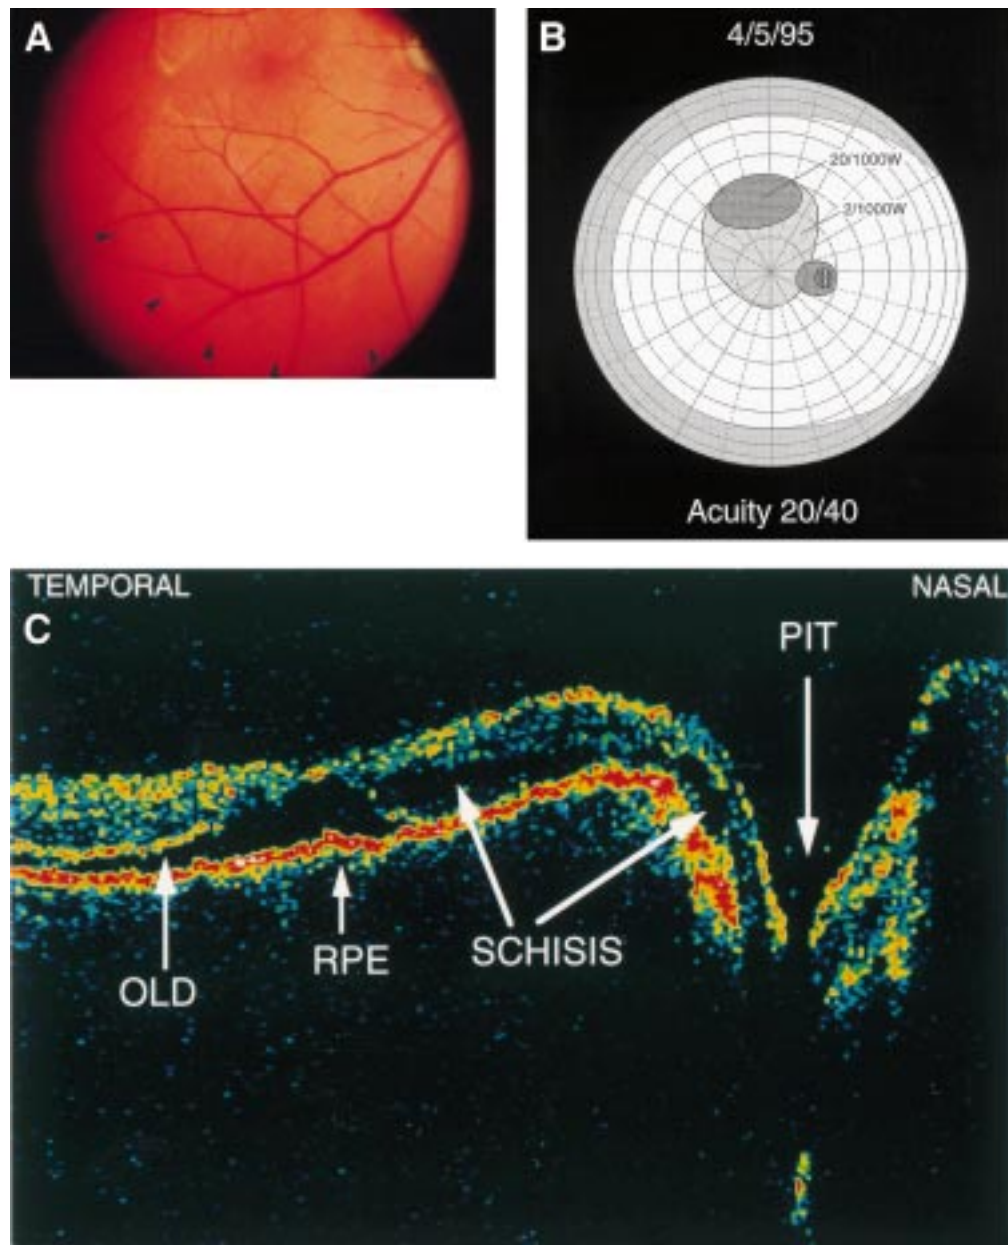 A
B
4/5/95
20/1000W
2/1000W
Acuity 20/40
TEMPORAL
NASAL
C
PIT
SCHISIS
RPE
OLD